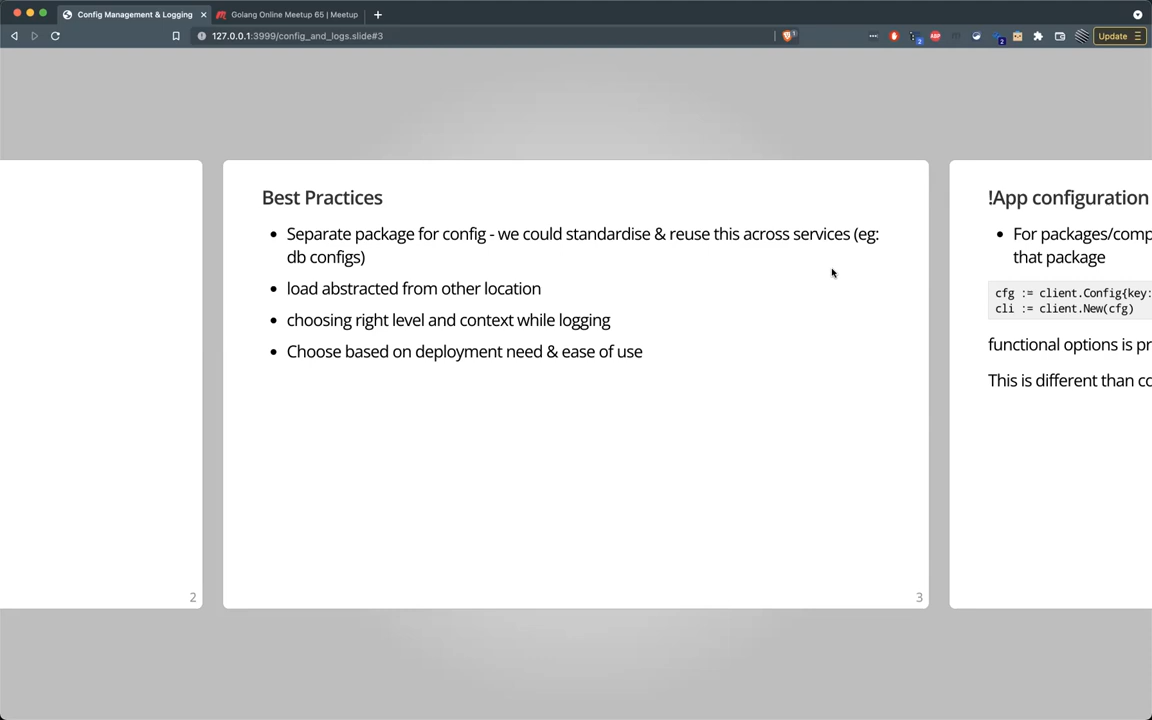 Config Management & Logging
Golang Online Meetup 65 | Meetup
127.0.0.1:3999/config_and_logs.slide#3
1
2
ABP
2
Update
2
Best Practices
Separate package for config - we could standardise & reuse this across services (eg:
db configs)
load abstracted from other location
choosing right level and context while logging
Choose based on deployment need & ease of use
3
!App configuration
For packages/comp
that package
cfg := client.Config{key:
cli := client.New(cfg)
functional options is pr
This is different than co